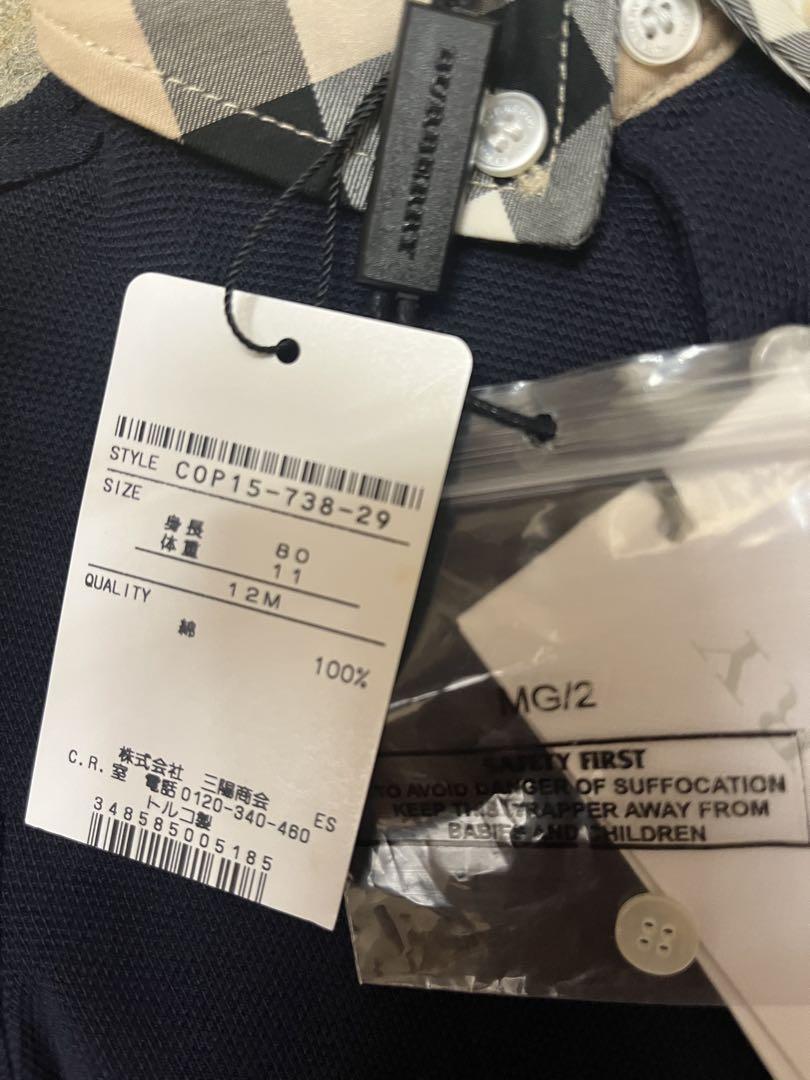 BURBERRY
STYLE COP15-738-29
SIZE
身長 80
体重 11
12M
QUALITY
綿
100%
株式会社 三陽商会
C.R.室 電話0120-340-460
トルコ製 ES
348585005185
MG/2
SAFETY FIRST
TO AVOID DANGER OF SUFFOCATION
KEEP THIS WRAPPER AWAY FROM
BABIES AND CHILDREN